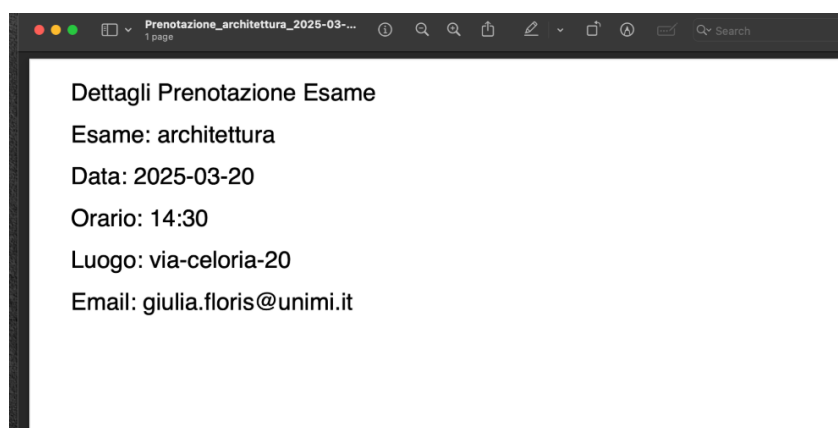 Prenotazione_architettura_2025-03-...
1 page
Search
Dettagli Prenotazione Esame
Esame: architettura
Data: 2025-03-20
Orario: 14:30
Luogo: via-celoria-20
Email: giulia.floris@unimi.it